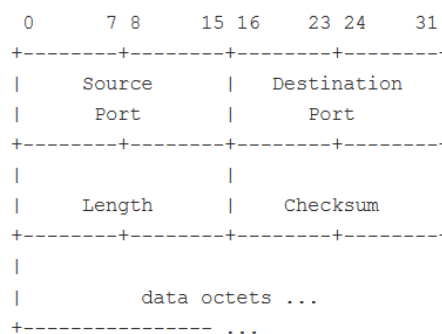 0      7 8     15 16    23 24    31
+--------+--------+--------+--------+
|     Source      |   Destination
|      Port       |      Port
+--------+--------+--------+--------+
|                 |
|     Length      |    Checksum
+--------+--------+--------+--------+
|
|          data octets ...
+--------------- ...